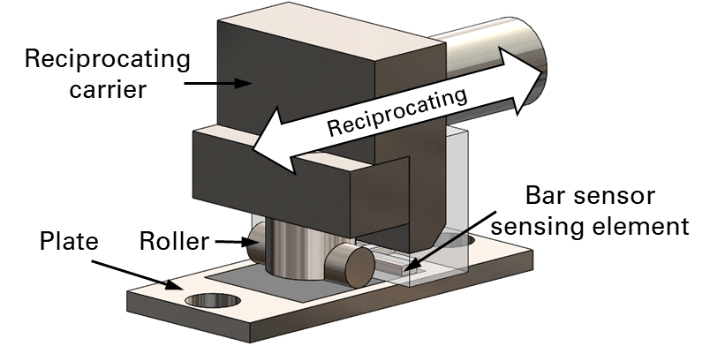 Reciprocating
carrier
Reciprocating
Bar sensor
sensing element
Plate
Roller